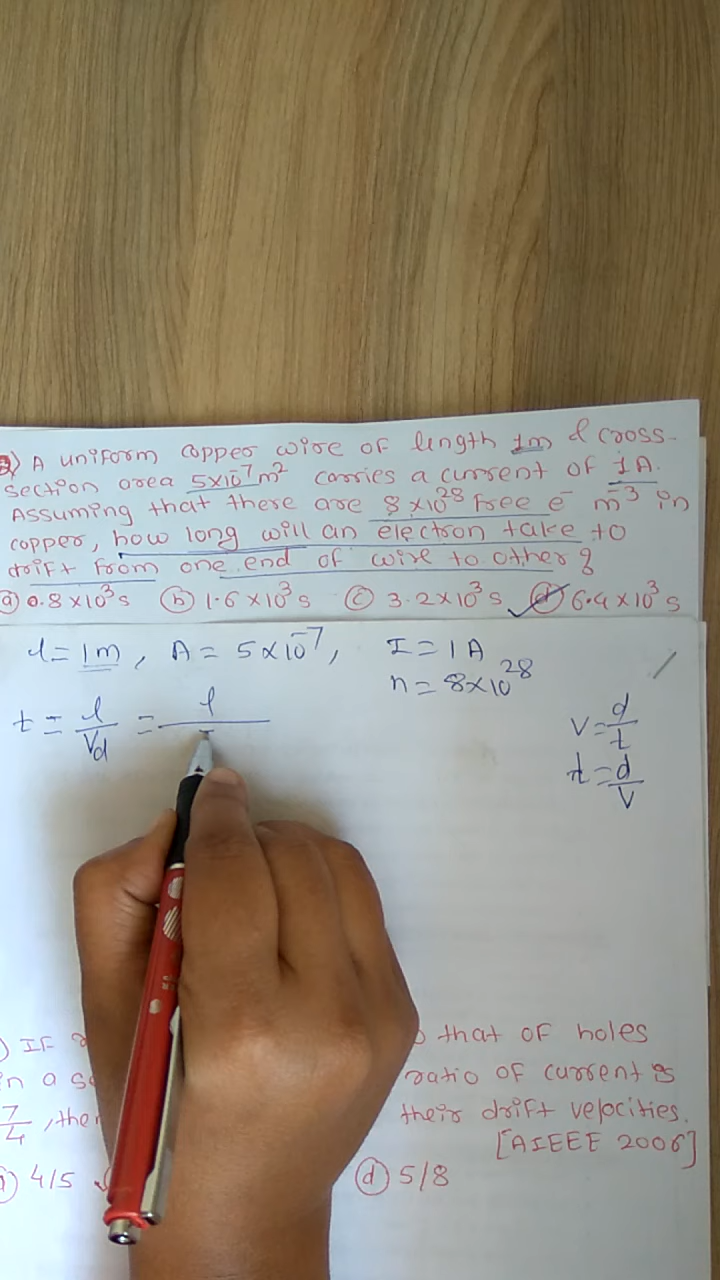 A uniform copper wire of length 1m & cross-
section area 5×10⁻⁷m² carries a current of 1A.
Assuming that there are 8×10²⁸ free e⁻ m⁻³ in
copper, how long will an electron take to
drift from one end of wire to other?
(a) 0.8×10³s (b) 1.6×10³s (c) 3.2×10³s (d) 6.4×10³s
l=1m, A=5×10⁻⁷, I=1A
n=8×10²⁸
t = l/Vd = l/
v=d/t
t=d/v
) IF that of holes
in a ratio of current is
7/4, their drift velocities.
[AIEEE 2006]
) 4/5 (d) 5/8